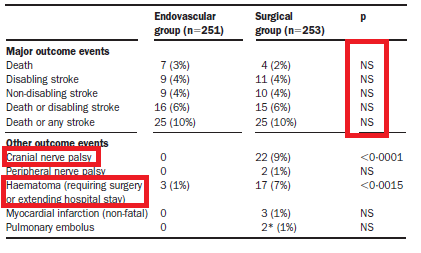 Endovascular Surgical p
group (n=251) group (n=253)
Major outcome events
Death 7 (3%) 4 (2%) NS
Disabling stroke 9 (4%) 11 (4%) NS
Non-disabling stroke 9 (4%) 10 (4%) NS
Death or disabling stroke 16 (6%) 15 (6%) NS
Death or any stroke 25 (10%) 25 (10%) NS
Other outcome events
Cranial nerve palsy 0 22 (9%) <0·0001
Peripheral nerve palsy 0 2 (1%) NS
Haematoma (requiring surgery 3 (1%) 17 (7%) <0·0015
or extending hospital stay)
Myocardial infarction (non-fatal) 0 3 (1%) NS
Pulmonary embolus 0 2* (1%) NS